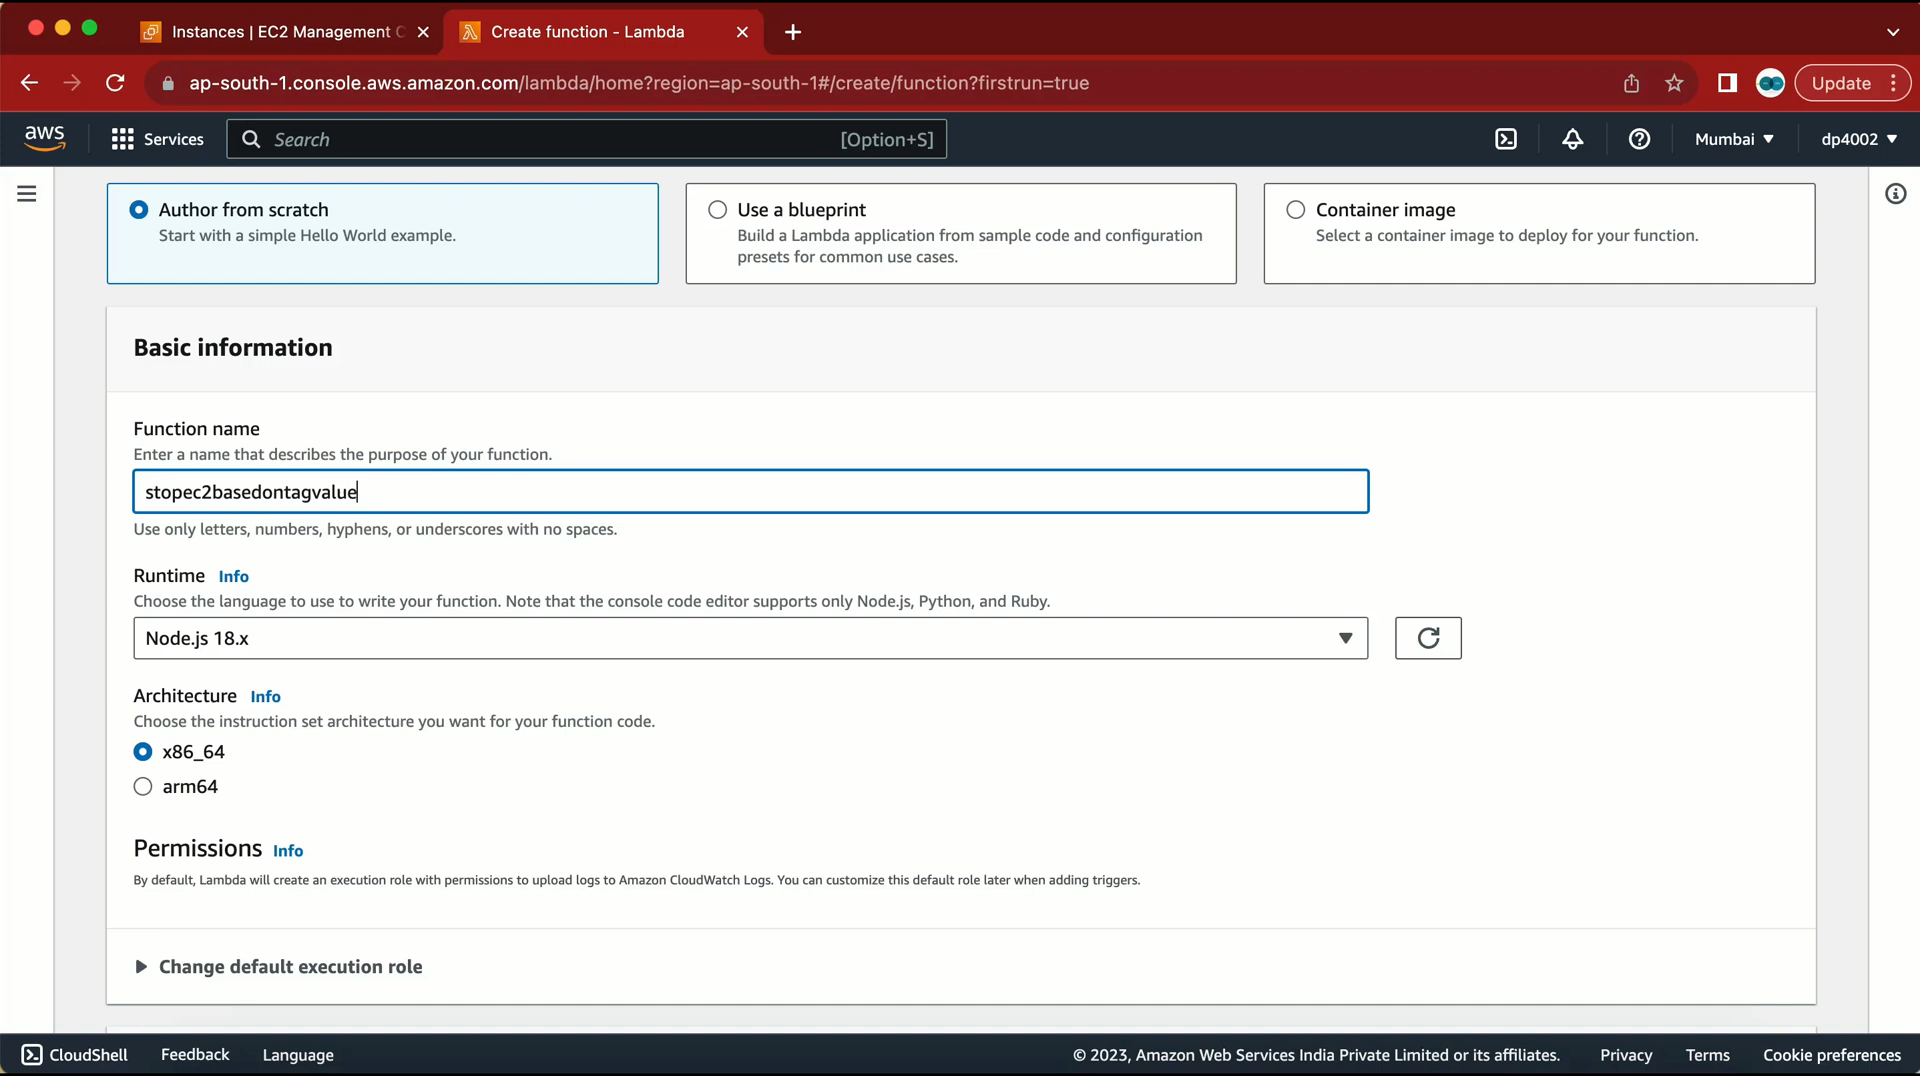 Instances | EC2 Management C
Create function - Lambda
ap-south-1.console.aws.amazon.com/lambda/home?region=ap-south-1#/create/function?firstrun=true
Update
aws
Services
Search
[Option+S]
Mumbai
dp4002
Author from scratch
Start with a simple Hello World example.
Use a blueprint
Build a Lambda application from sample code and configuration
presets for common use cases.
Container image
Select a container image to deploy for your function.
Basic information
Function name
Enter a name that describes the purpose of your function.
stopec2basedontagvalue
Use only letters, numbers, hyphens, or underscores with no spaces.
Runtime Info
Choose the language to use to write your function. Note that the console code editor supports only Node.js, Python, and Ruby.
Node.js 18.x
Architecture Info
Choose the instruction set architecture you want for your function code.
x86_64
arm64
Permissions Info
By default, Lambda will create an execution role with permissions to upload logs to Amazon CloudWatch Logs. You can customize this default role later when adding triggers.
Change default execution role
CloudShell
Feedback
Language
© 2023, Amazon Web Services India Private Limited or its affiliates.
Privacy
Terms
Cookie preferences